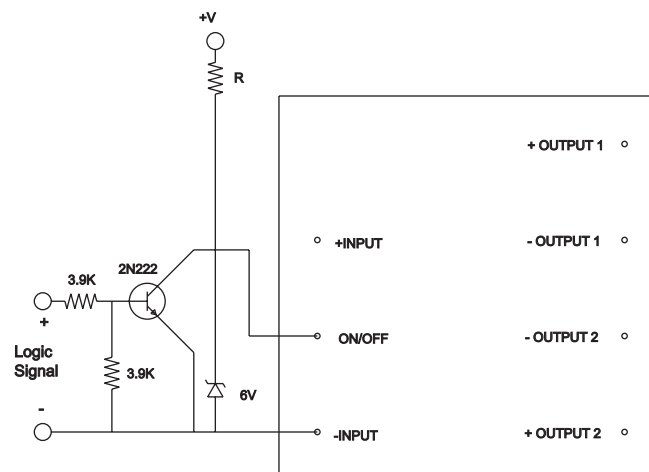 +V
R
+ OUTPUT 1
+INPUT
- OUTPUT 1
2N222
3.9K
+
ON/OFF
- OUTPUT 2
Logic
Signal
3.9K
6V
-
-INPUT
+ OUTPUT 2